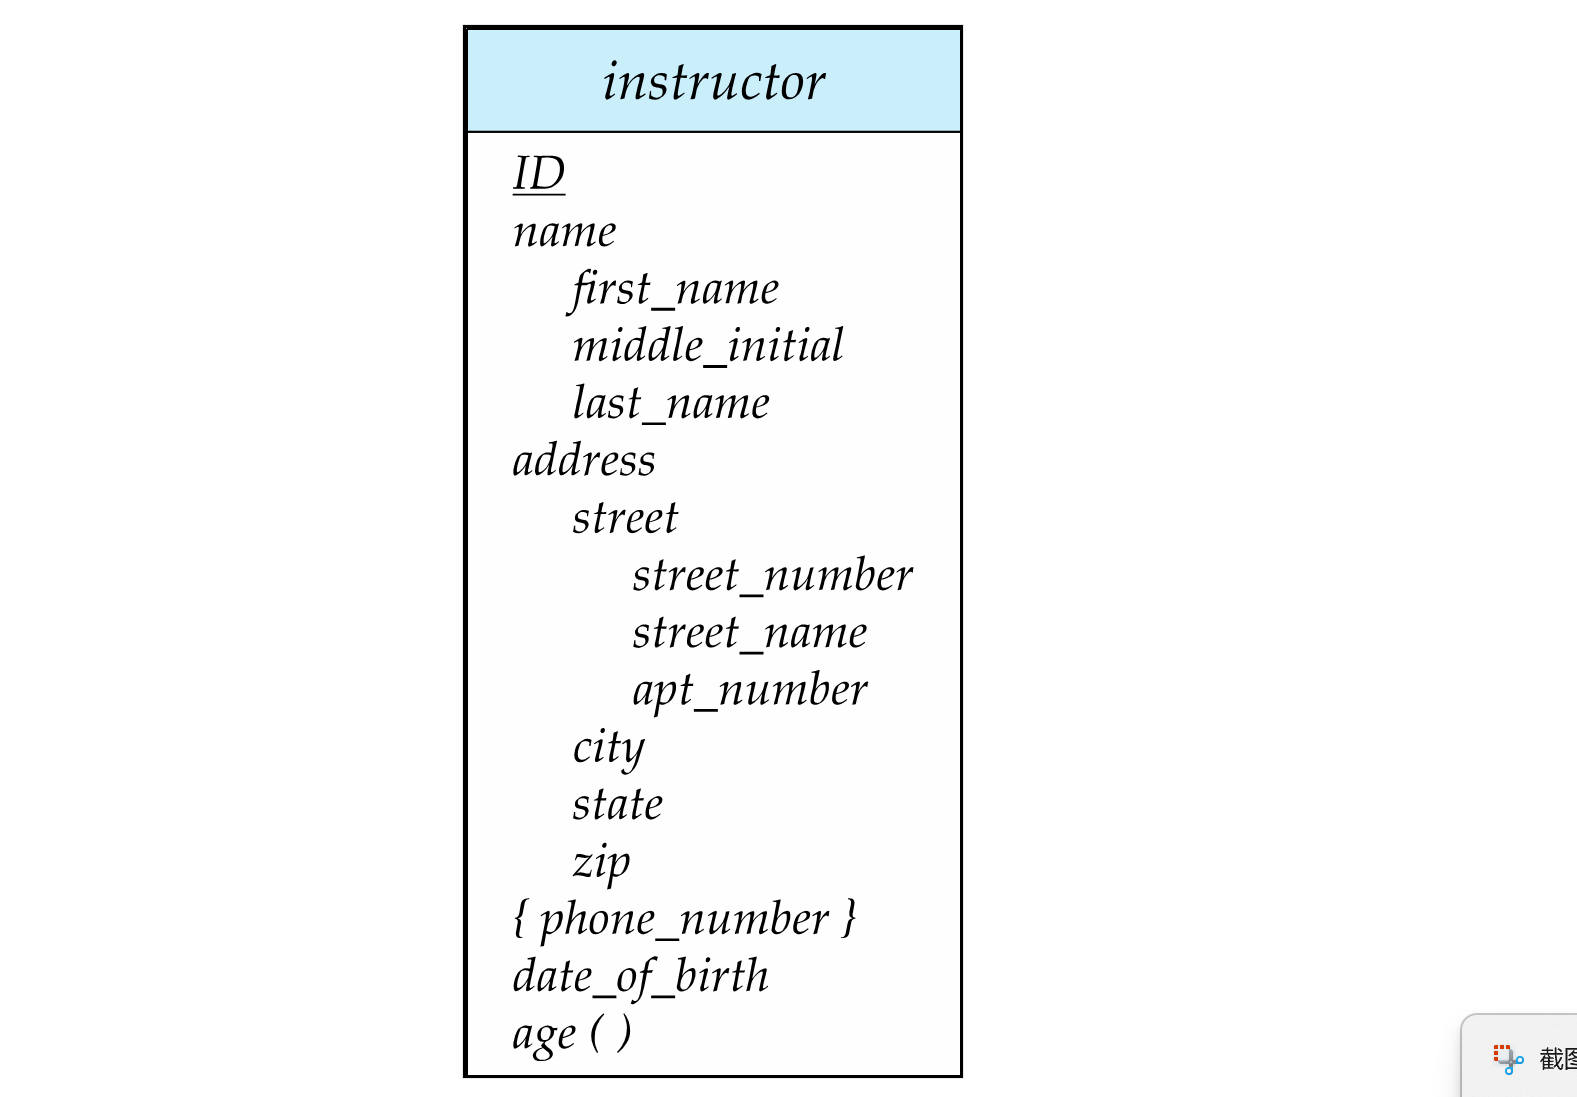 instructor
ID
name
first_name
middle_initial
last_name
address
street
street_number
street_name
apt_number
city
state
zip
{ phone_number }
date_of_birth
age ( )
截图